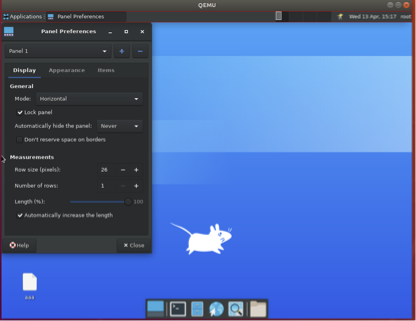 QEMU
Applications
Panel Preferences
Wed 13 Apr, 15:17 root
Panel Preferences
Panel 1
Display Appearance Items
General
Mode: Horizontal
Lock panel
Automatically hide the panel: Never
Don't reserve space on borders
Measurements
Row size (pixels): 26
Number of rows: 1
Length (%): 100
Automatically increase the length
Help
Close